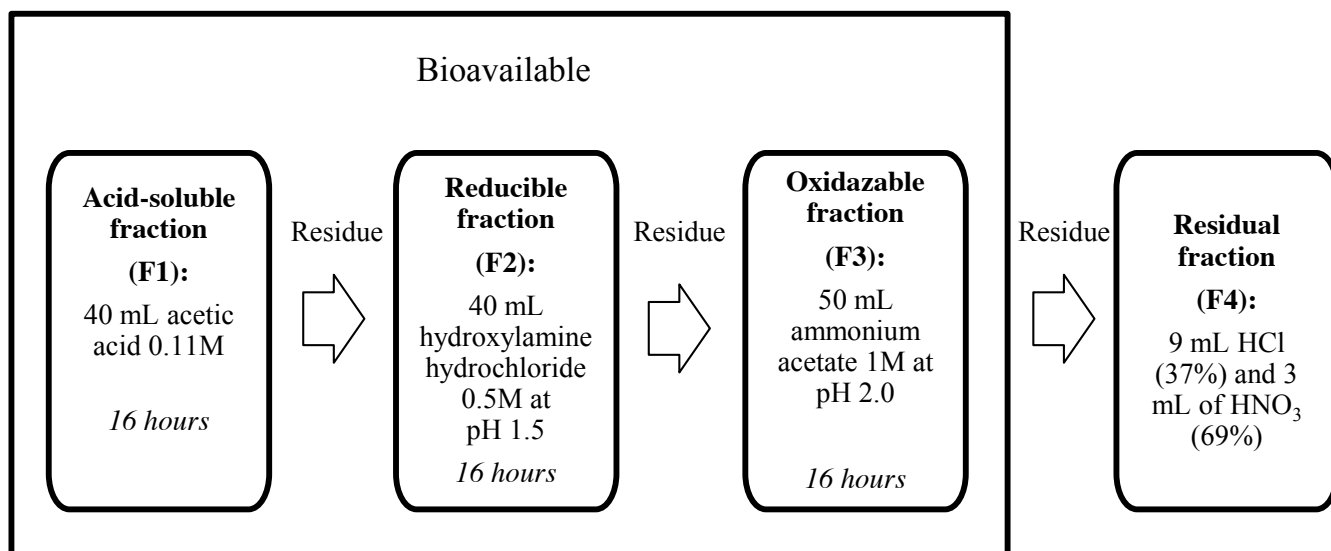 Bioavailable
Acid-soluble
fraction
(F1):
40 mL acetic
acid 0.11M
16 hours
Residue
Reducible
fraction
(F2):
40 mL
hydroxylamine
hydrochloride
0.5M at
pH 1.5
16 hours
Residue
Oxidazable
fraction
(F3):
50 mL
ammonium
acetate 1M at
pH 2.0
16 hours
Residue
Residual
fraction
(F4):
9 mL HCl
(37%) and 3
mL of HNO₃
(69%)